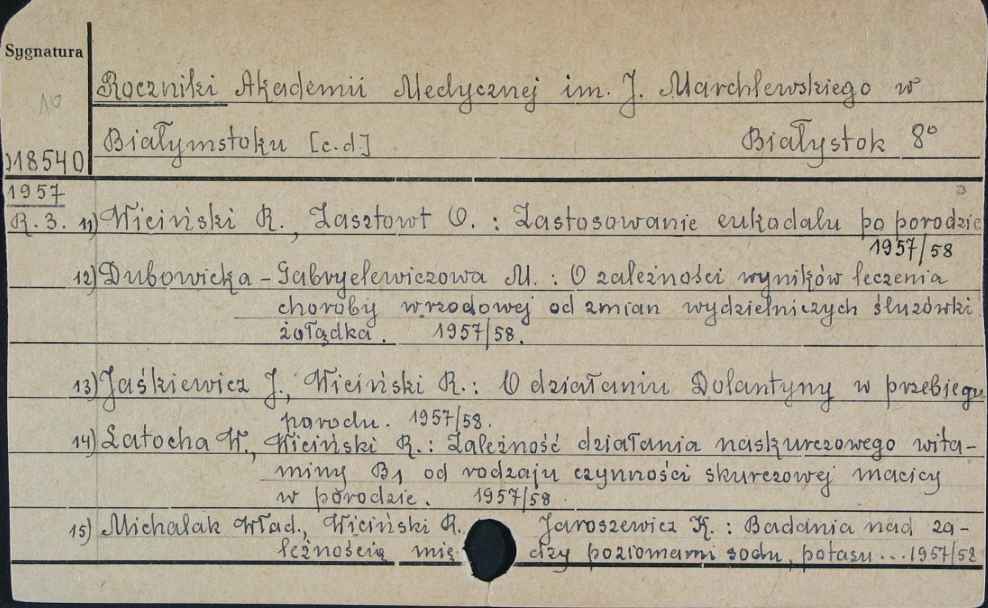 Sygnatura
Roczniki Akademii Medycznej im. J. Marchlewskiego w
Białymstoku [c.d.] Białystok 8°
18540
1957
R. 3. 11) Wiciński R., Zasztowt O. : Zastosowanie eukodalu po porodzie
1957/58
12) Dubowicka - Gabryelewiczowa M. : O zależności wyników leczenia
choroby wrzodowej od zmian wydzielniczych śluzówki
żołądka. 1957/58.
13) Jaśkiewicz J., Wiciński R. : O działaniu Dolantyny w przebiegu
porodu. 1957/58.
14) Latocha W., Wiciński R. : Zależność działania naskurczowego wita-
miny B1 od rodzaju czynności skurczowej macicy
w porodzie. 1957/58.
15) Michalak Wład., Wiciński R. Jaroszewicz K. : Badania nad za-
leżnością mię dzy poziomami sodu, potasu ... 1957/58